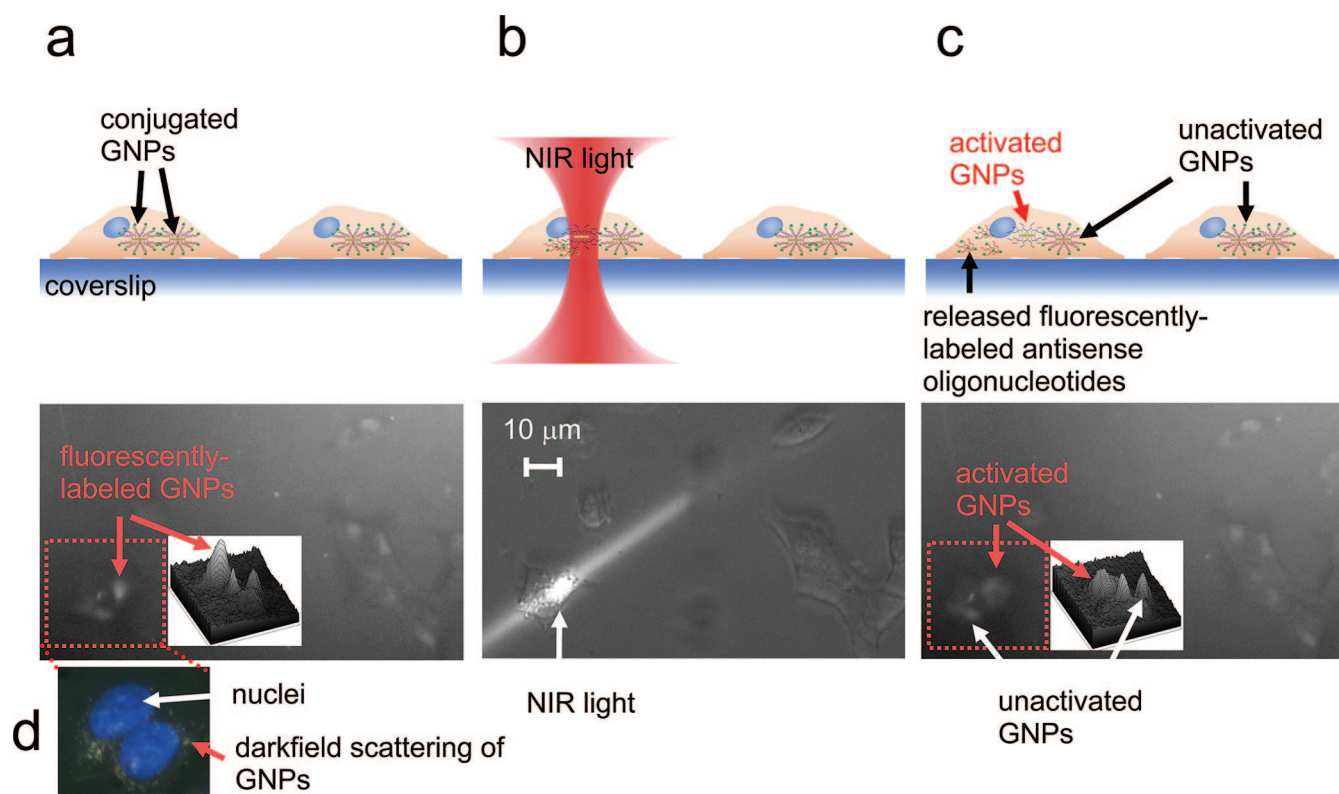 a
conjugated
GNPs
coverslip
fluorescently-
labeled GNPs
b
NIR light
10 μm
NIR light
c
activated
GNPs
unactivated
GNPs
released fluorescently-
labeled antisense
oligonucleotides
activated
GNPs
unactivated
GNPs
d
nuclei
darkfield scattering of
GNPs